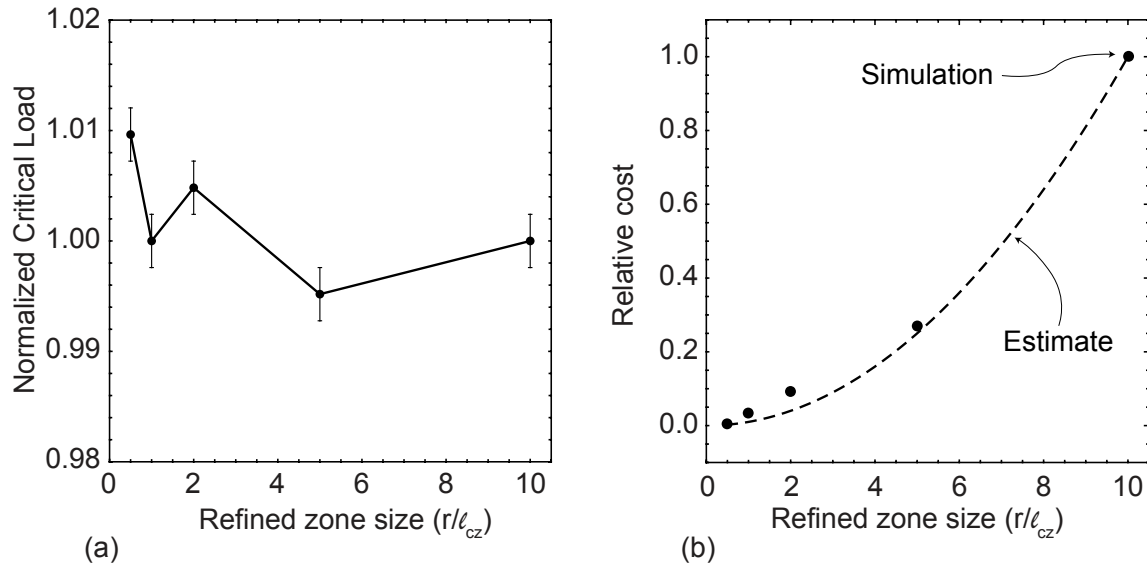 1.02
1.01
1.00
0.99
0.98
Normalized Critical Load
0 2 4 6 8 10
Refined zone size (r/ℓcz)
(a)
1.0
0.8
0.6
0.4
0.2
0.0
Relative cost
Simulation
Estimate
0 2 4 6 8 10
Refined zone size (r/ℓcz)
(b)